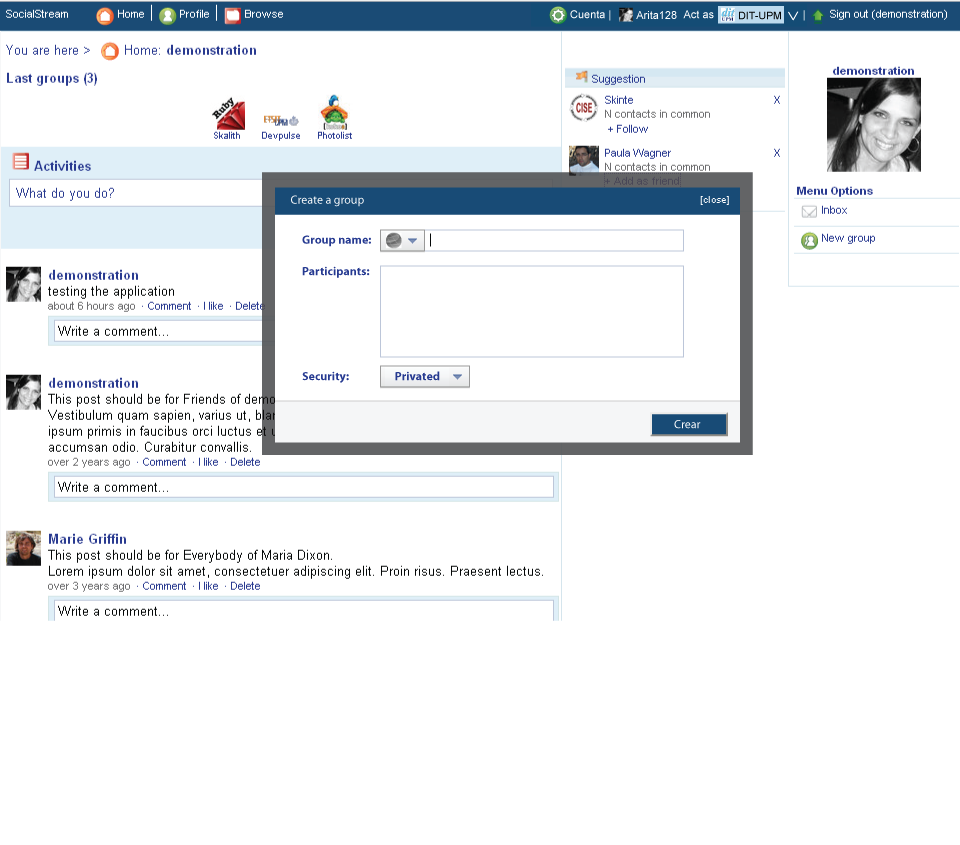 SocialStream Home Profile Browse Cuenta | Arita128 Act as DIT-UPM V | Sign out (demonstration)
You are here > Home: demonstration
Last groups (3)
Ruby
Skalith Devpulse Photolist
Activities
What do you do?
demonstration
testing the application
about 6 hours ago · Comment · I like · Delete
Write a comment...
demonstration
This post should be for Friends of demo
Vestibulum quam sapien, varius ut, blan
ipsum primis in faucibus orci luctus et u
accumsan odio. Curabitur convallis.
over 2 years ago · Comment · I like · Delete
Write a comment...
Marie Griffin
This post should be for Everybody of Maria Dixon.
Lorem ipsum dolor sit amet, consectetuer adipiscing elit. Proin risus. Praesent lectus.
over 3 years ago · Comment · I like · Delete
Write a comment...
Create a group [close]
Group name:
Participants:
Security: Privated
Crear
Suggestion
CISE
Skinte X
N contacts in common
+ Follow
Paula Wagner X
N contacts in common
+ Add as friend
demonstration
Menu Options
Inbox
New group